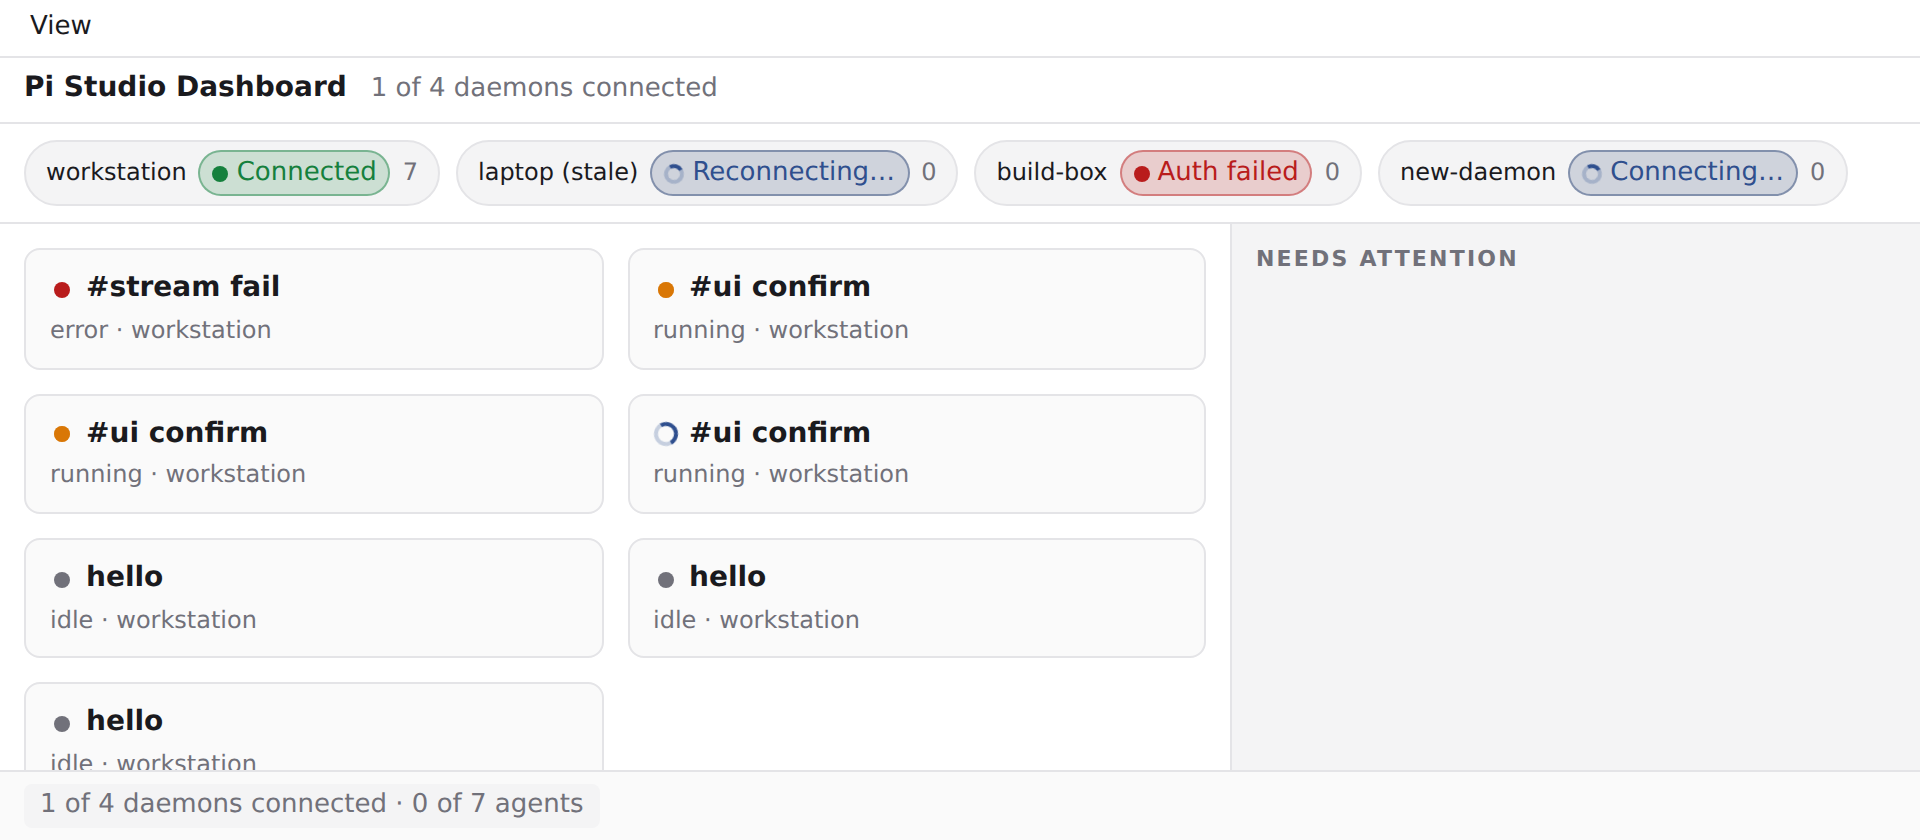 View
Pi Studio Dashboard 1 of 4 daemons connected
workstation Connected 7 laptop (stale) Reconnecting... 0 build-box Auth failed 0 new-daemon Connecting... 0
#stream fail
error · workstation
#ui confirm
running · workstation
#ui confirm
running · workstation
#ui confirm
running · workstation
hello
idle · workstation
hello
idle · workstation
hello
idle · workstation
NEEDS ATTENTION
1 of 4 daemons connected · 0 of 7 agents